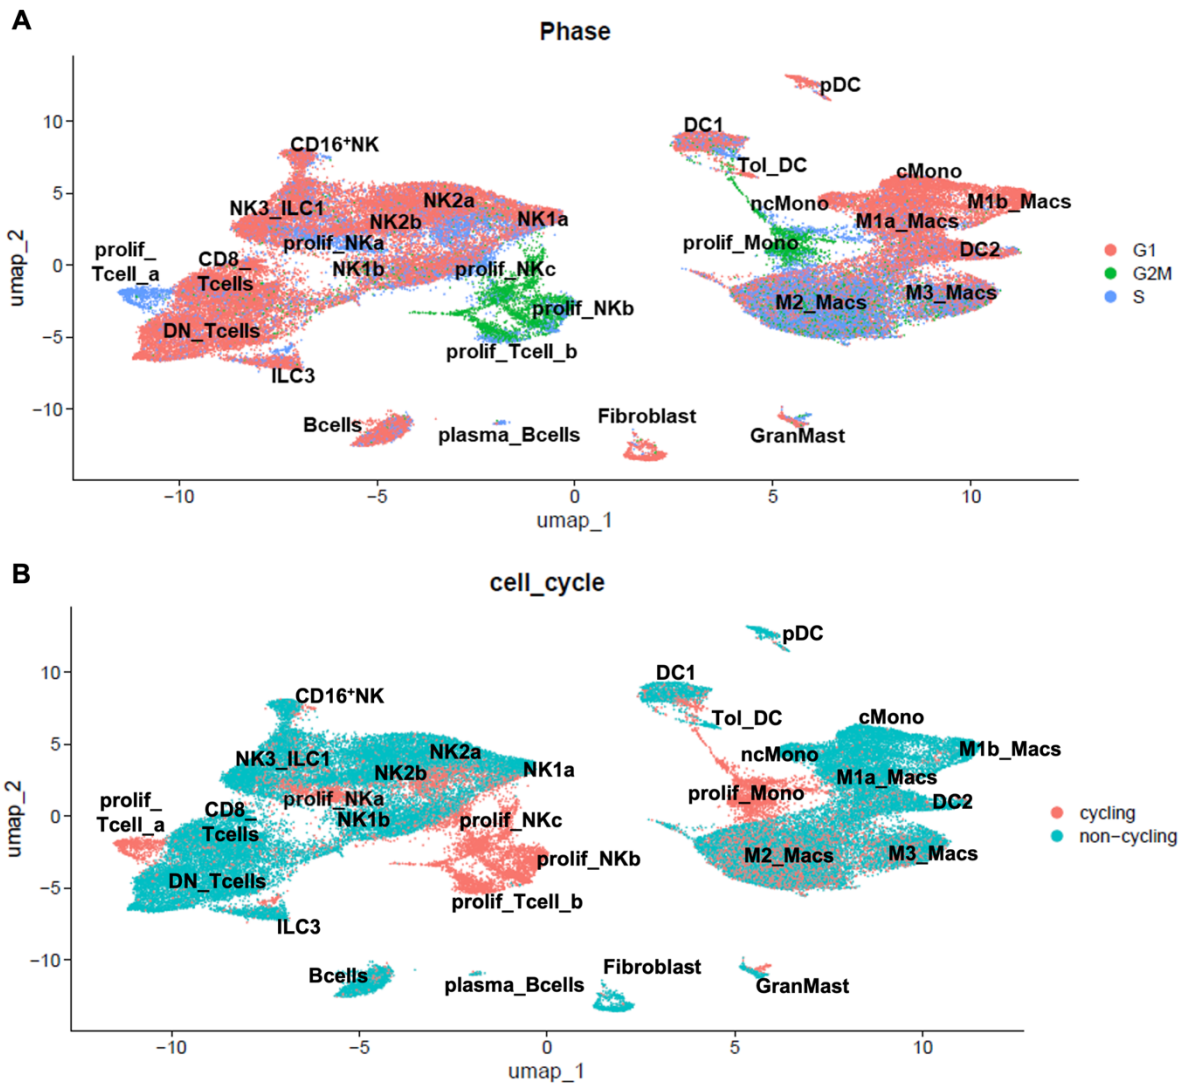 A
Phase
pDC
DC1
CD16⁺NK
Tol_DC
cMono
NK2a
ncMono
M1b_Macs
NK3_ILC1
NK2b
NK1a
M1a_Macs
prolif_NKa
prolif_Mono
prolif_
Tcell_a
CD8_
Tcells
NK1b
prolif_NKc
DC2
M2_Macs
M3_Macs
prolif_NKb
DN_Tcells
prolif_Tcell_b
ILC3
Bcells
plasma_Bcells
Fibroblast
GranMast
G1
G2M
S
umap_2
10
5
0
−5
−10
−10
−5
0
5
10
umap_1
B
cell_cycle
pDC
DC1
CD16⁺NK
Tol_DC
cMono
NK3_ILC1
NK2a
ncMono
M1b_Macs
NK2b
NK1a
M1a_Macs
prolif_NKa
prolif_Mono
DC2
prolif_
Tcell_a
CD8_
Tcells
NK1b
prolif_NKc
prolif_NKb
M2_Macs
M3_Macs
DN_Tcells
prolif_Tcell_b
ILC3
Bcells
plasma_Bcells
Fibroblast
GranMast
cycling
non−cycling
umap_2
10
5
0
−5
−10
−10
−5
0
5
10
umap_1